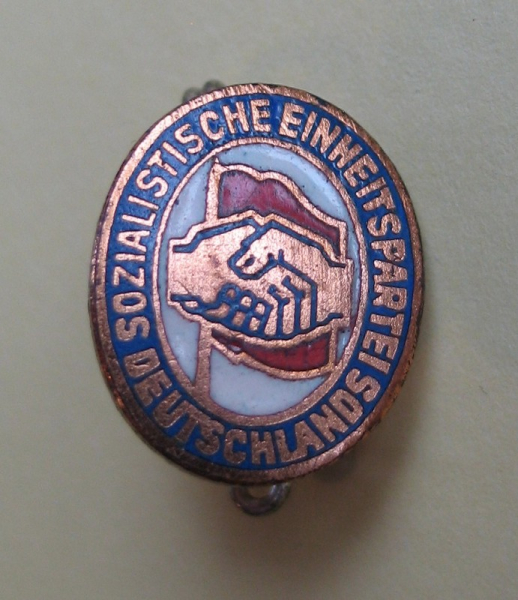 SOZIALISTISCHE EINHEITSPARTEI
DEUTSCHLANDS